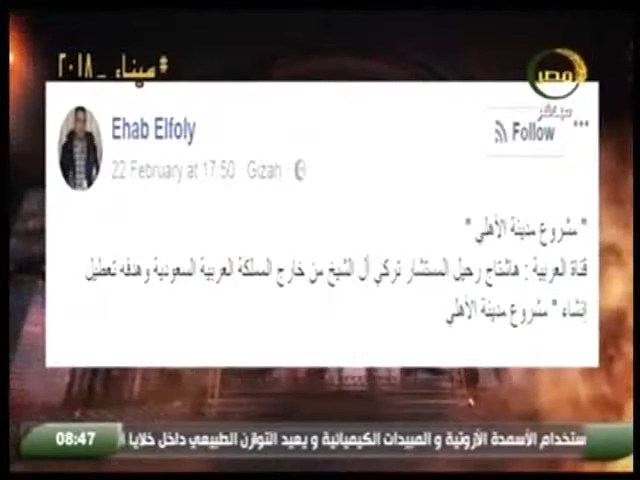 #سيناء_٢٠١٨
مصر
Ehab Elfoly
Follow
22 February at 17:50 Gizah
" مشروع مدينة الأهلي "
قناة العربية : هاشتاج رحيل المستشار تركي آل الشيخ من خارج المملكة العربية السعودية وهدفه تعطيل
إنشاء " مشروع مدينة الأهلي
ستخدام الأسمدة الأزوتية و المبيدات الكيميائية و يعيد التوازن الطبيعي داخل خلايا ا
08:47